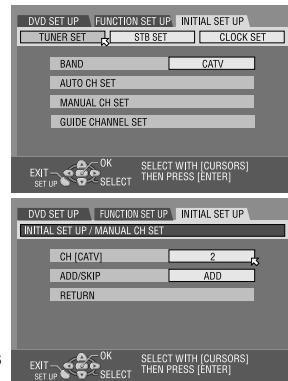 DVD SET UP FUNCTION SET UP INITIAL SET UP
TUNER SET STB SET CLOCK SET
BAND CATV
AUTO CH SET
MANUAL CH SET
GUIDE CHANNEL SET
OK
EXIT SELECT WITH [CURSORS]
SET UP SELECT THEN PRESS [ENTER]
DVD SET UP FUNCTION SET UP INITIAL SET UP
INITIAL SET UP / MANUAL CH SET
CH [CATV] 2
ADD/SKIP ADD
RETURN
s
OK
EXIT SELECT WITH [CURSORS]
SET UP SELECT THEN PRESS [ENTER]